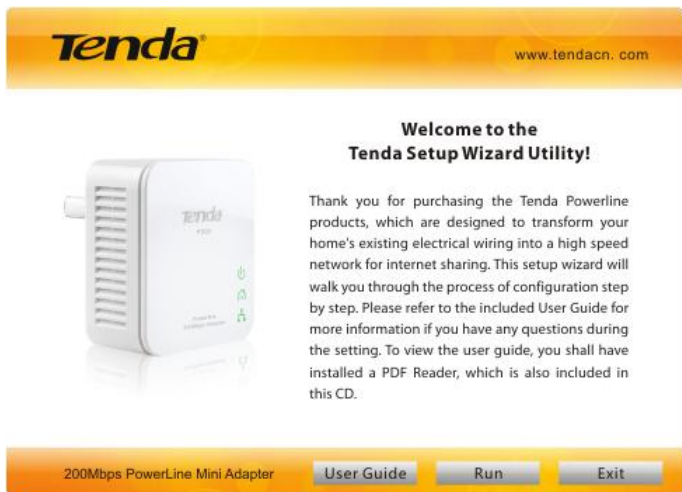 Tenda®
www.tendacn. com
Welcome to the
Tenda Setup Wizard Utility!
Thank you for purchasing the Tenda Powerline
products, which are designed to transform your
home's existing electrical wiring into a high speed
network for internet sharing. This setup wizard will
walk you through the process of configuration step
by step. Please refer to the included User Guide for
more information if you have any questions during
the setting. To view the user guide, you shall have
installed a PDF Reader, which is also included in
this CD.
Tenda
200Mbps PowerLine Mini Adapter
User Guide
Run
Exit